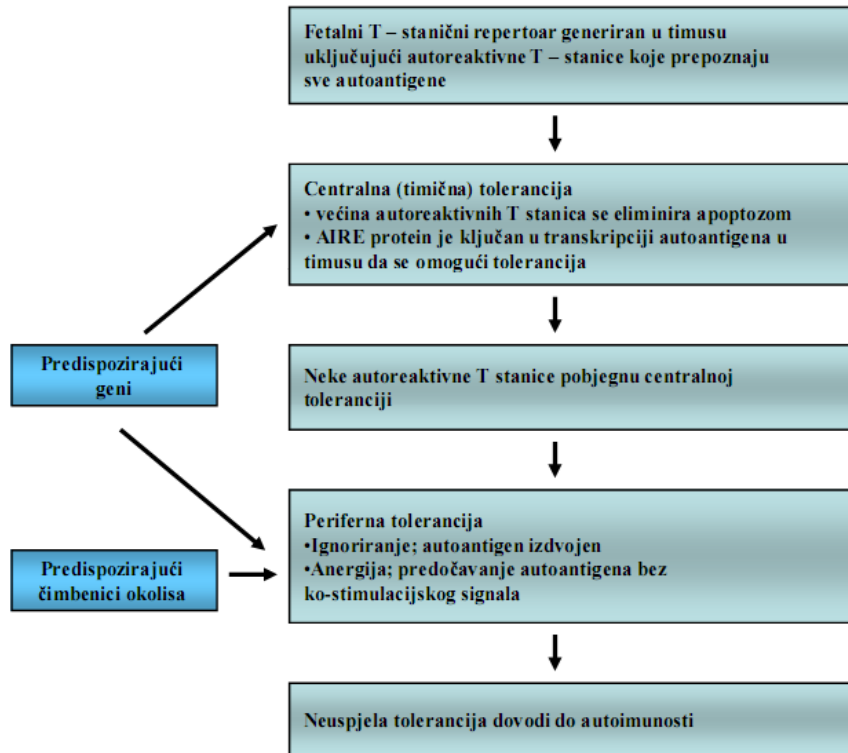 Fetalni T – stanični repertoar generiran u timusu
uključujući autoreaktivne T – stanice koje prepoznaju
sve autoantigene
Centralna (timična) tolerancija
• većina autoreaktivnih T stanica se eliminira apoptozom
• AIRE protein je ključan u transkripciji autoantigena u
timusu da se omogući tolerancija
Predispozirajući
geni
Neke autoreaktivne T stanice pobjegnu centralnoj
toleranciji
Periferna tolerancija
•Ignoriranje; autoantigen izdvojen
•Anergija; predočavanje autoantigena bez
ko-stimulacijskog signala
Predispozirajući
čimbenici okolisa
Neuspjela tolerancija dovodi do autoimunosti